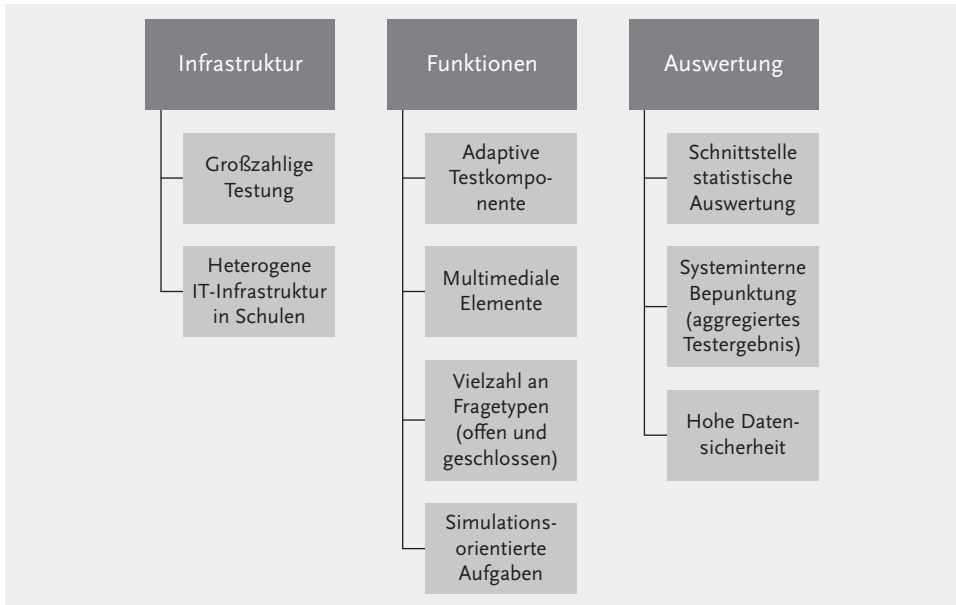 Infrastruktur
Großzahlige
Testung
Heterogene
IT-Infrastruktur
in Schulen
Funktionen
Adaptive
Testkompo-
nente
Multimediale
Elemente
Vielzahl an
Fragetypen
(offen und
geschlossen)
Simulations-
orientierte
Aufgaben
Auswertung
Schnittstelle
statistische
Auswertung
Systeminterne
Bepunktung
(aggregiertes
Testergebnis)
Hohe Daten-
sicherheit